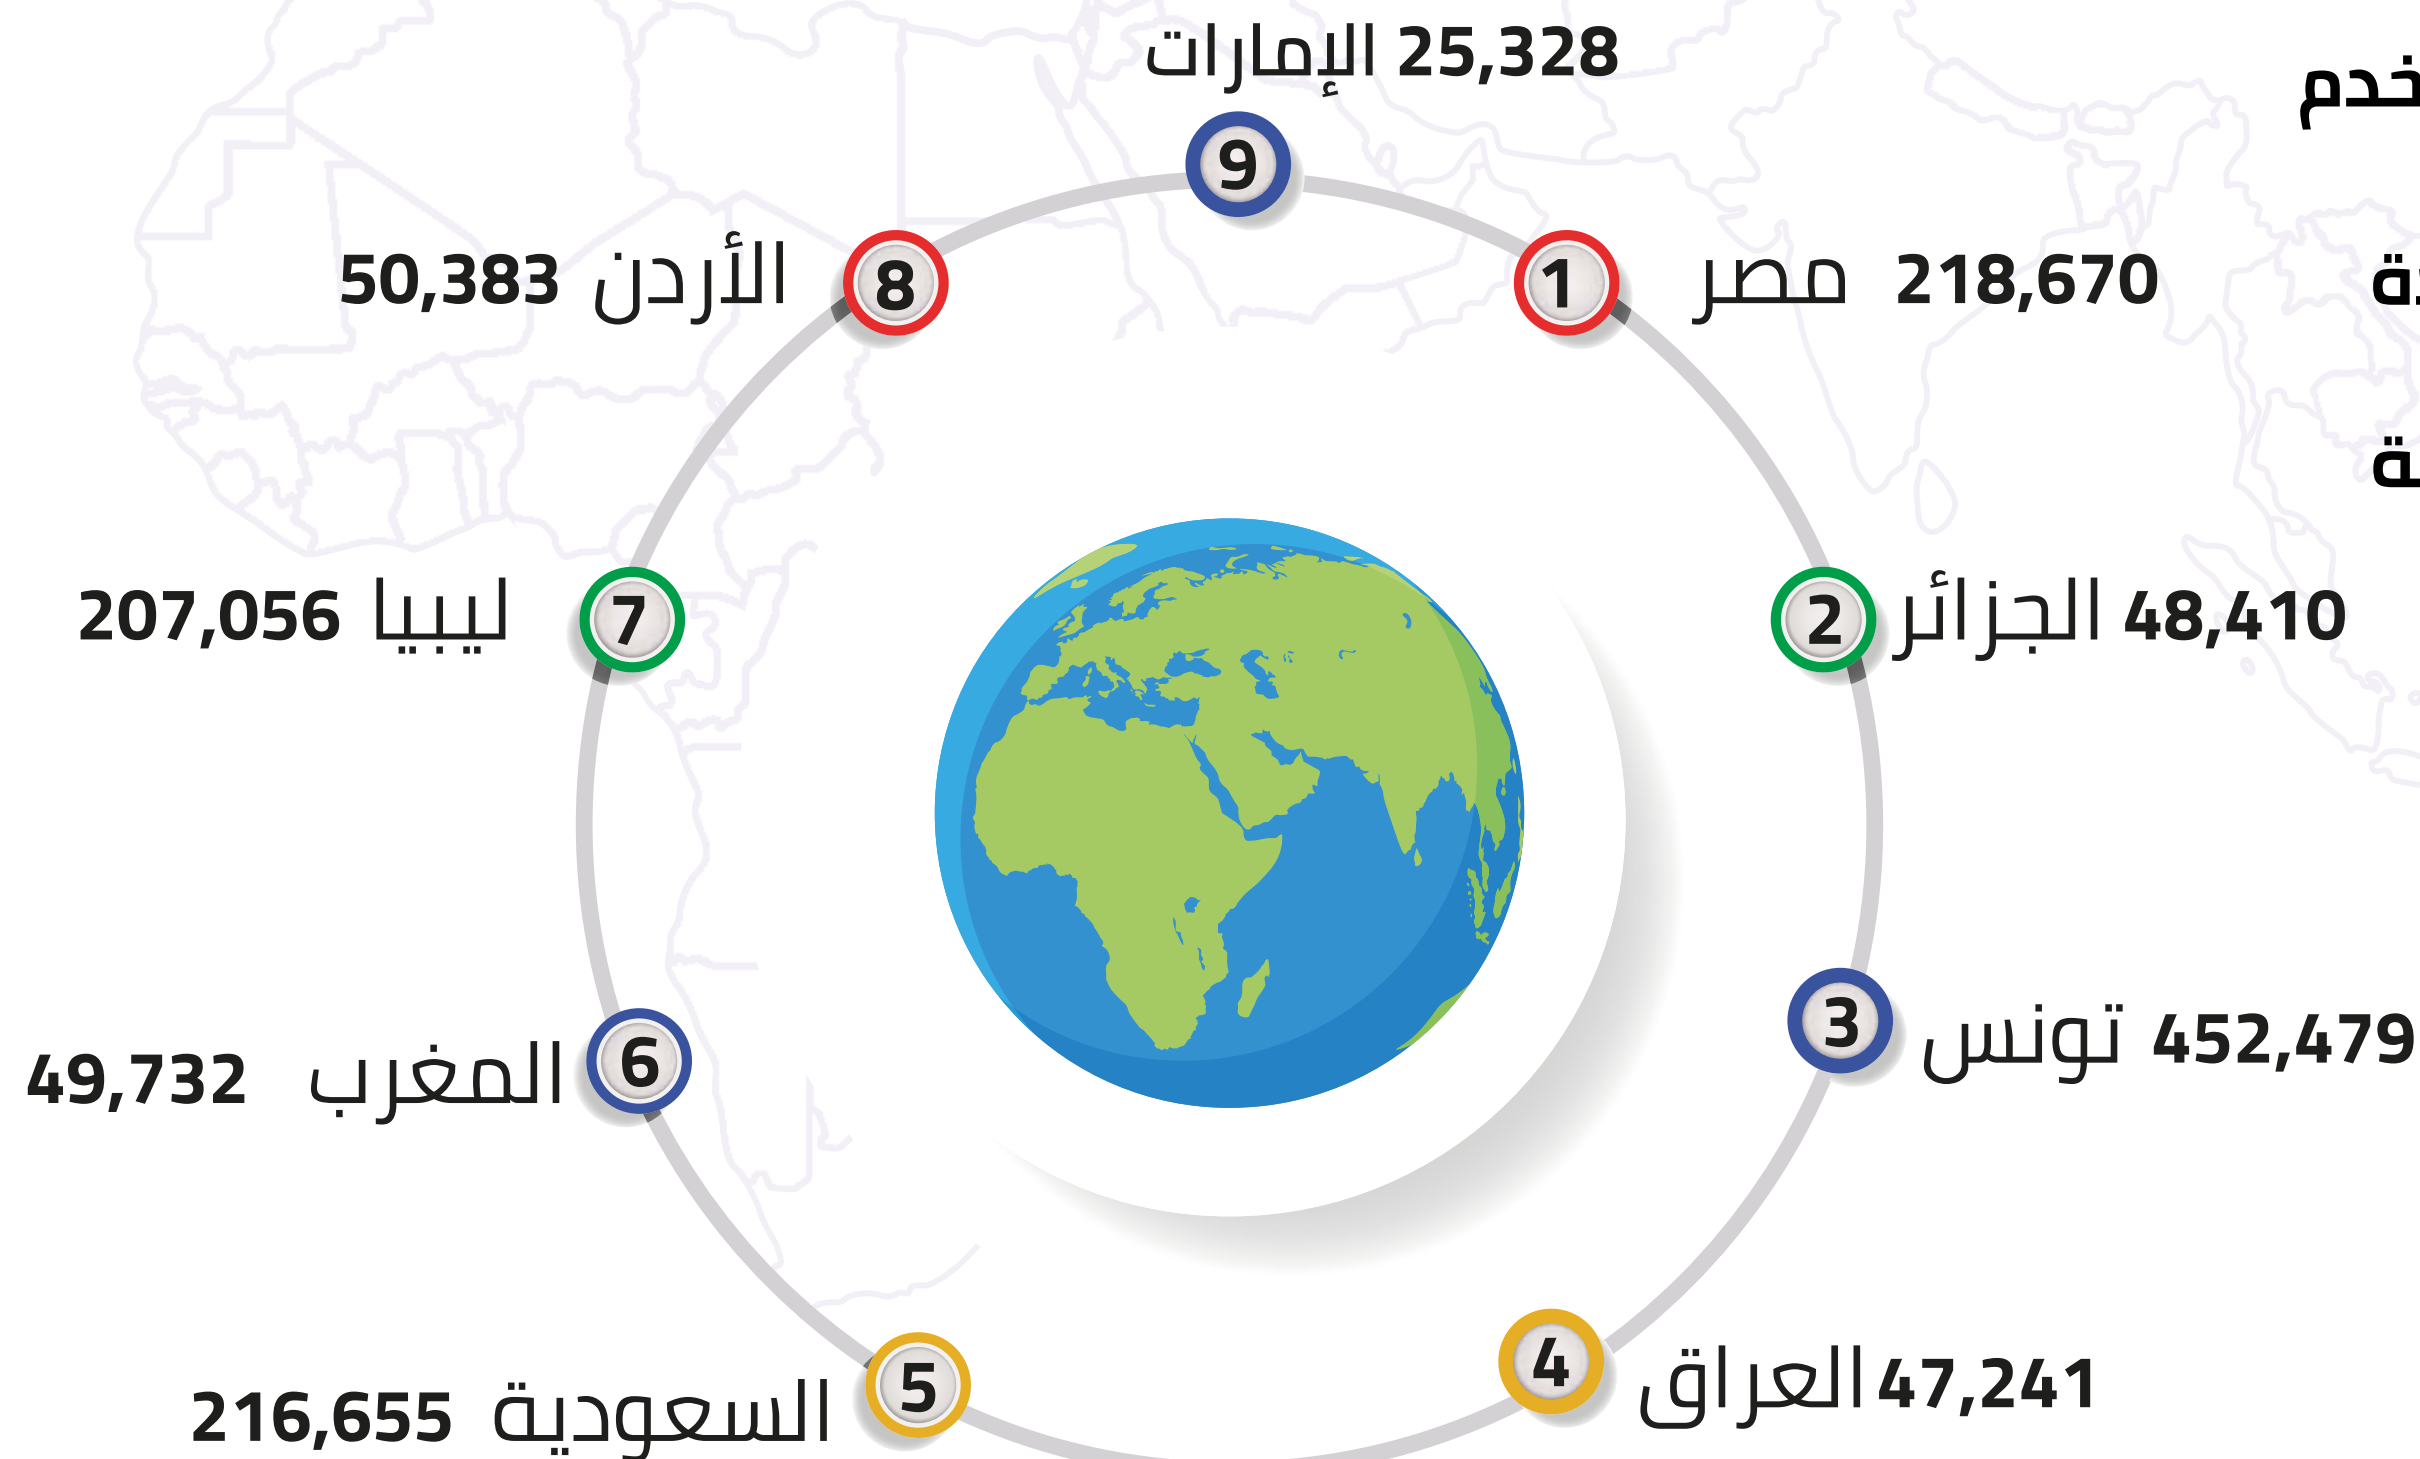 25,328 الإمارات
9
1
مصر 218,670
2
الجزائر 48,410
3
تونس 452,479
4
العراق 47,241
5
السعودية 216,655
6
المغرب 49,732
7
ليبيا 207,056
8
الأردن 50,383